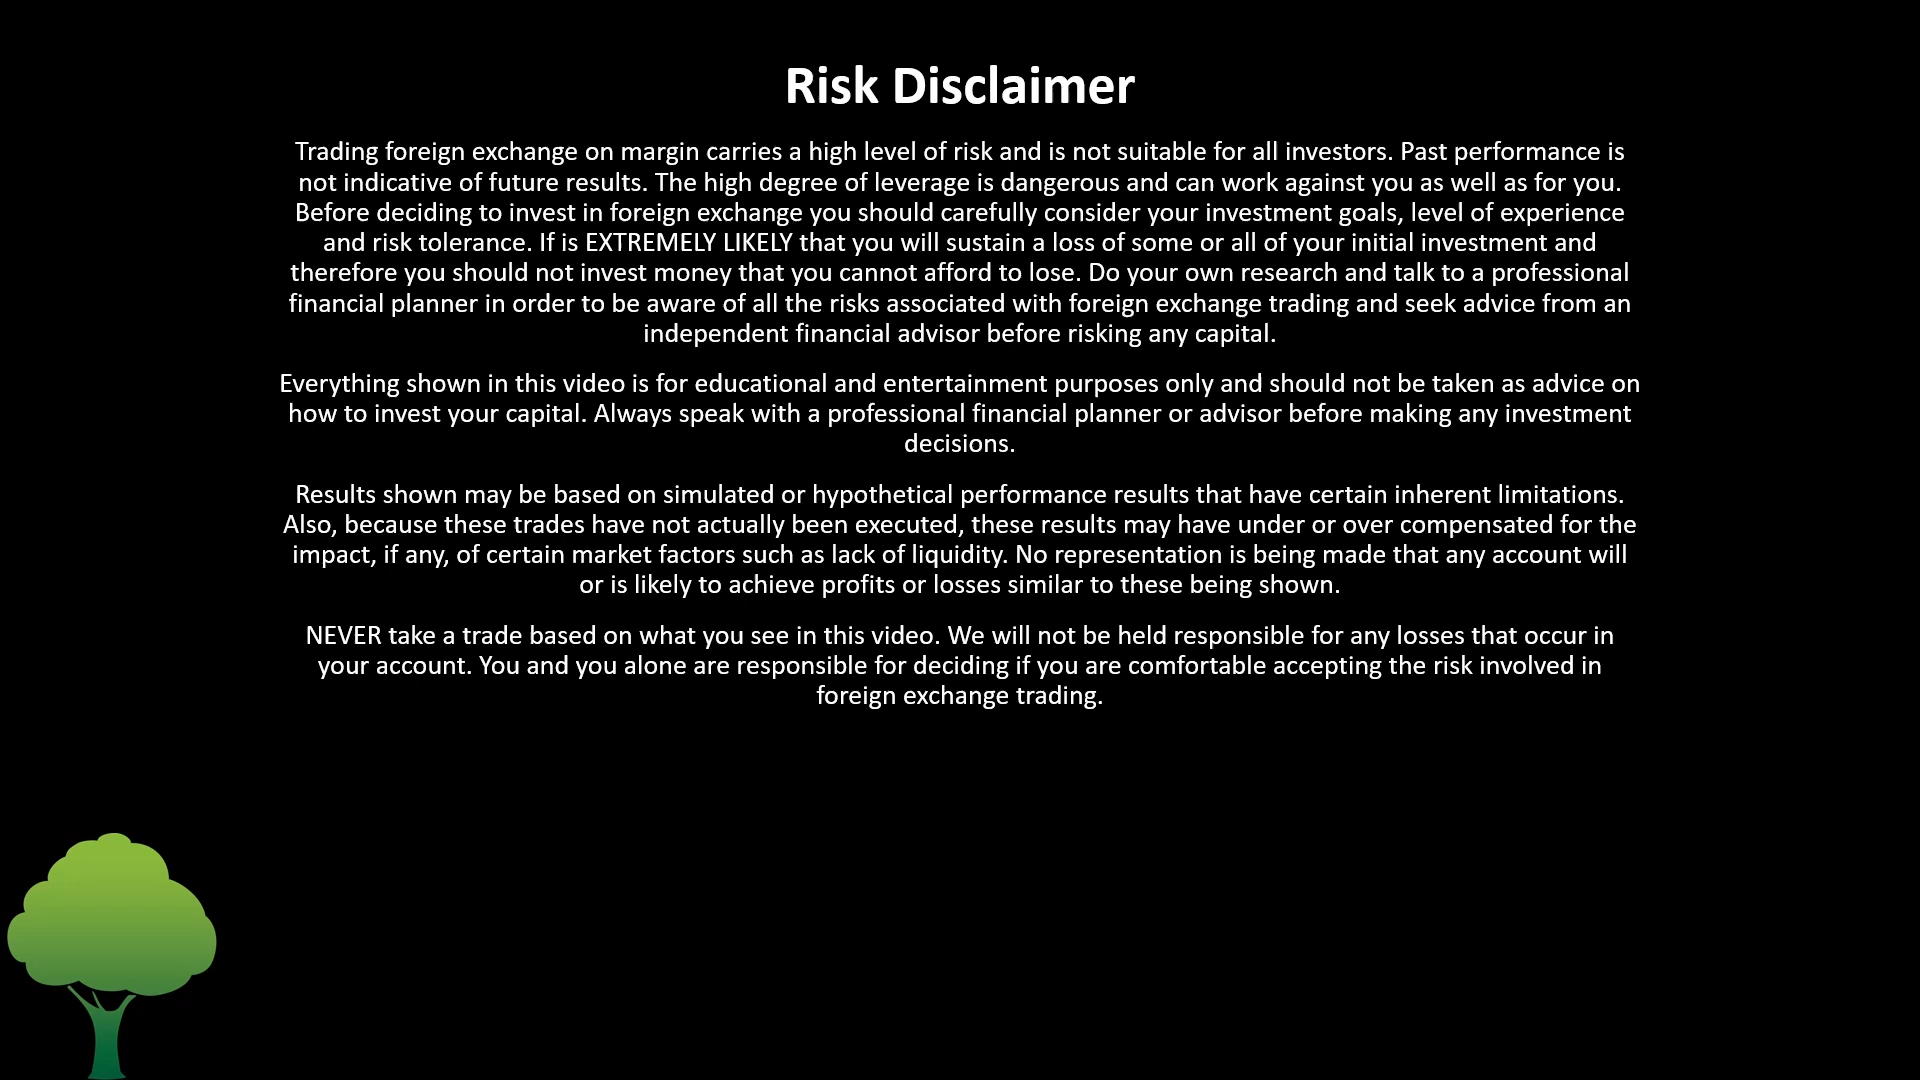 Risk Disclaimer
Trading foreign exchange on margin carries a high level of risk and is not suitable for all investors. Past performance is
not indicative of future results. The high degree of leverage is dangerous and can work against you as well as for you.
Before deciding to invest in foreign exchange you should carefully consider your investment goals, level of experience
and risk tolerance. If is EXTREMELY LIKELY that you will sustain a loss of some or all of your initial investment and
therefore you should not invest money that you cannot afford to lose. Do your own research and talk to a professional
financial planner in order to be aware of all the risks associated with foreign exchange trading and seek advice from an
independent financial advisor before risking any capital.
Everything shown in this video is for educational and entertainment purposes only and should not be taken as advice on
how to invest your capital. Always speak with a professional financial planner or advisor before making any investment
decisions.
Results shown may be based on simulated or hypothetical performance results that have certain inherent limitations.
Also, because these trades have not actually been executed, these results may have under or over compensated for the
impact, if any, of certain market factors such as lack of liquidity. No representation is being made that any account will
or is likely to achieve profits or losses similar to these being shown.
NEVER take a trade based on what you see in this video. We will not be held responsible for any losses that occur in
your account. You and you alone are responsible for deciding if you are comfortable accepting the risk involved in
foreign exchange trading.